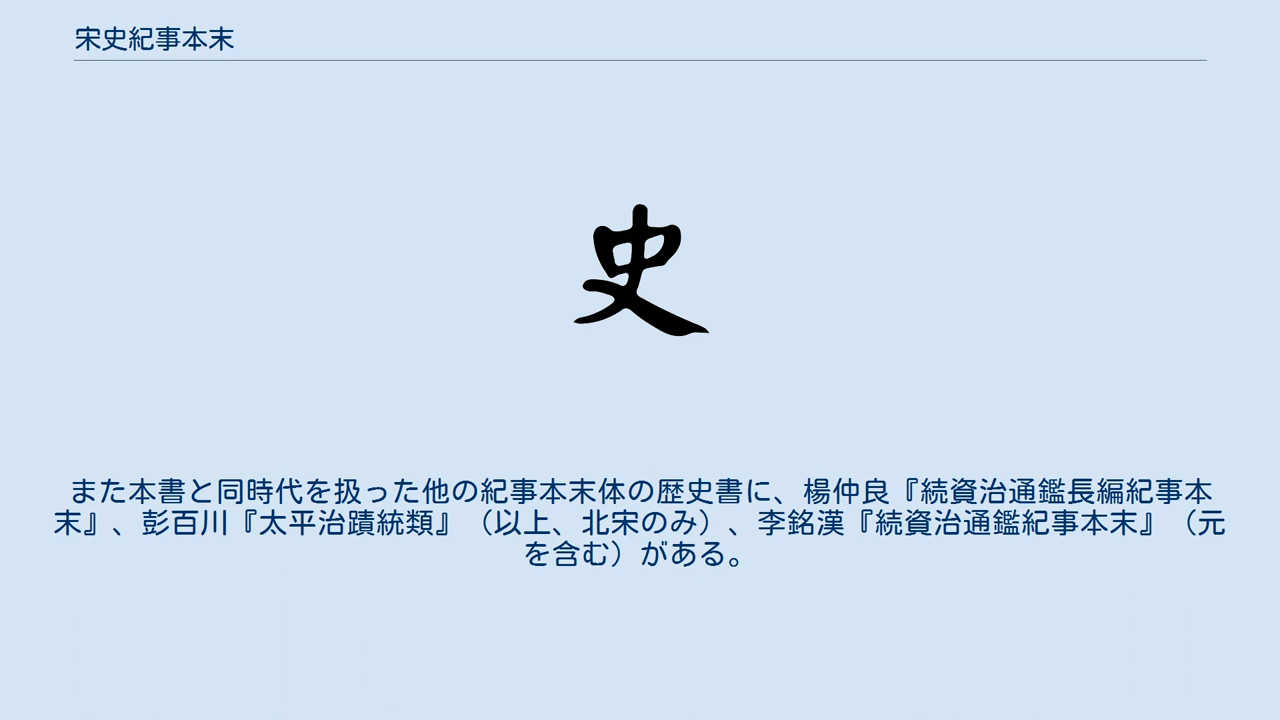 宋史紀事本末
史
また本書と同時代を扱った他の紀事本末体の歴史書に、楊仲良『続資治通鑑長編紀事本
末』、彭百川『太平治蹟統類』（以上、北宋のみ）、李銘漢『続資治通鑑紀事本末』（元
を含む）がある。